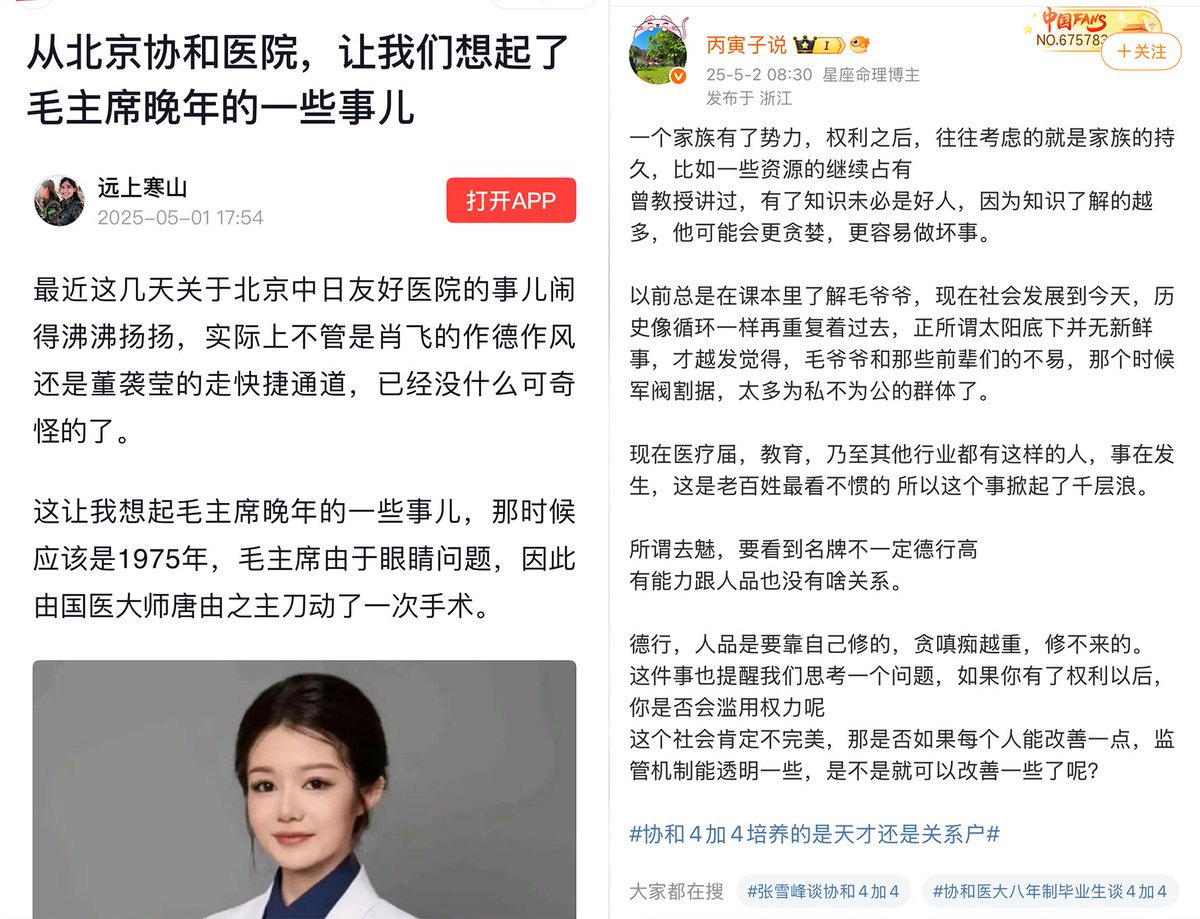 从北京协和医院，让我们想起了
毛主席晚年的一些事儿
远上寒山
2025-05-01 17:54
打开APP
最近这几天关于北京中日友好医院的事儿闹
得沸沸扬扬，实际上不管是肖飞的作德作风
还是董袭莹的走快捷通道，已经没什么可奇
怪的了。
这让我想起毛主席晚年的一些事儿，那时候
应该是1975年，毛主席由于眼睛问题，因此
由国医大师唐由之主刀动了一次手术。
丙寅子说
I
中国FANS
NO.675783
＋关注
25-5-2 08:30 星座命理博主
发布于 浙江
一个家族有了势力，权利之后，往往考虑的就是家族的持
久，比如一些资源的继续占有
曾教授讲过，有了知识未必是好人，因为知识了解的越
多，他可能会更贪婪，更容易做坏事。
以前总是在课本里了解毛爷爷，现在社会发展到今天，历
史像循环一样再重复着过去，正所谓太阳底下并无新鲜
事，才越发觉得，毛爷爷和那些前辈们的不易，那个时候
军阀割据，太多为私不为公的群体了。
现在医疗届，教育，乃至其他行业都有这样的人，事在发
生，这是老百姓最看不惯的 所以这个事掀起了千层浪。
所谓去魅，要看到名牌不一定德行高
有能力跟人品也没有啥关系。
德行，人品是要靠自己修的，贪嗔痴越重，修不来的。
这件事也提醒我们思考一个问题，如果你有了权利以后，
你是否会滥用权力呢
这个社会肯定不完美，那是否如果每个人能改善一点，监
管机制能透明一些，是不是就可以改善一些了呢？
#协和４加４培养的是天才还是关系户#
大家都在搜
#张雪峰谈协和４加４
#协和医大八年制毕业生谈４加４